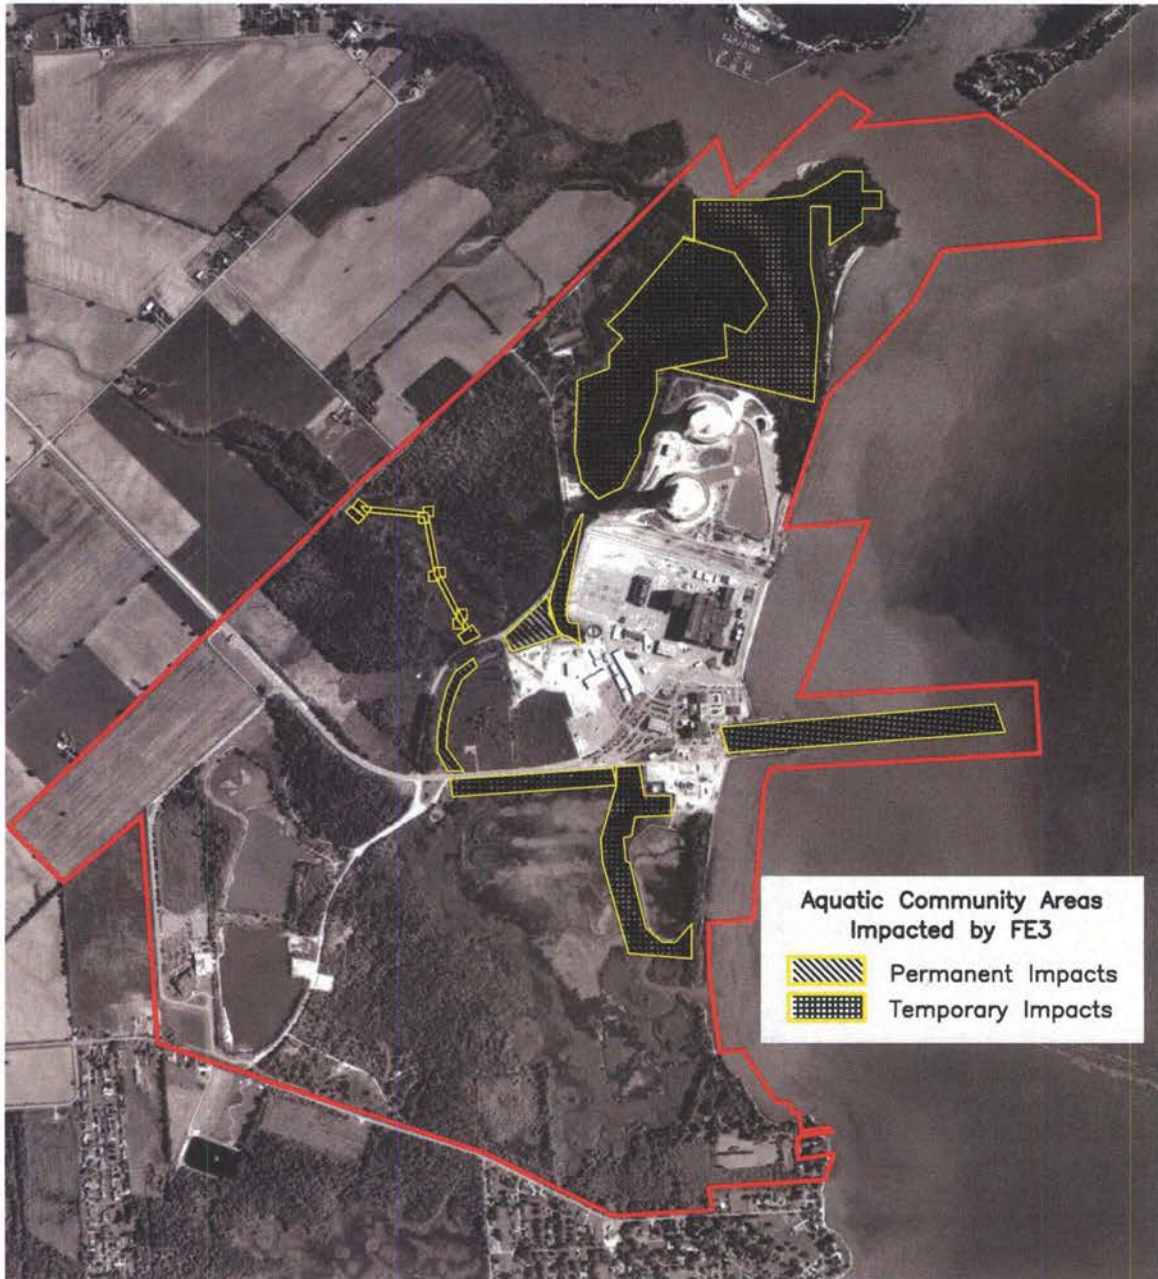 Aquatic Community Areas
Impacted by FE3
Permanent Impacts
Temporary Impacts